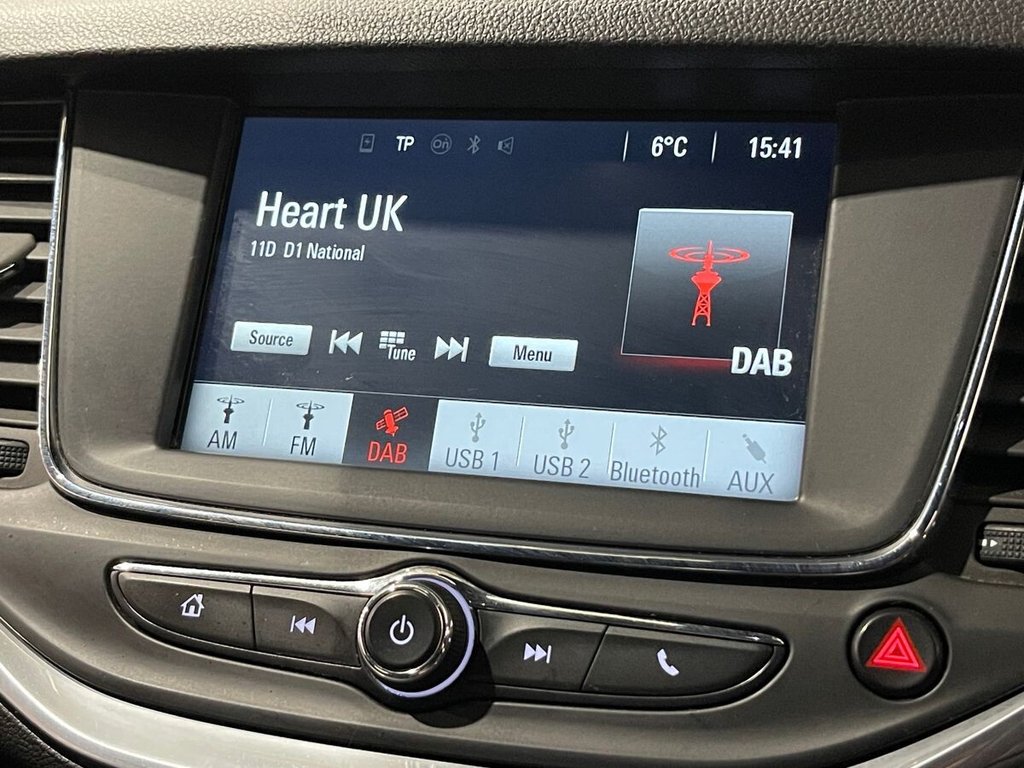 TP On 6°C 15:41
Heart UK
11D D1 National
Source Tune Menu
DAB
AM FM DAB USB 1 USB 2 Bluetooth AUX